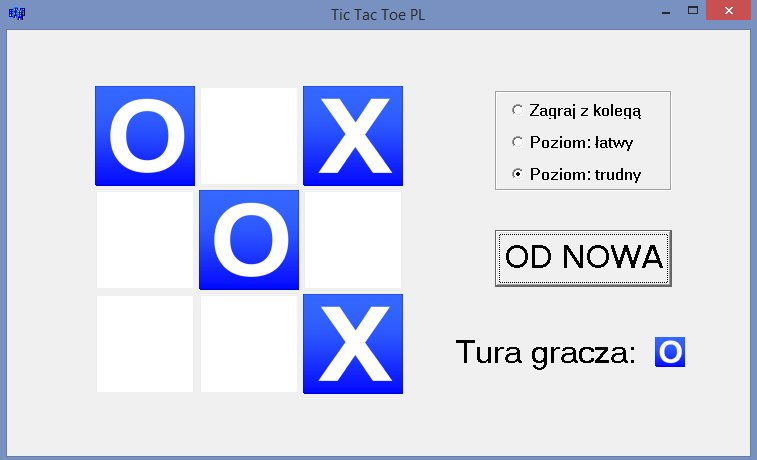 Tic Tac Toe PL
O X
O
X
Zagraj z kolegą
Poziom: łatwy
Poziom: trudny
OD NOWA
Tura gracza: O